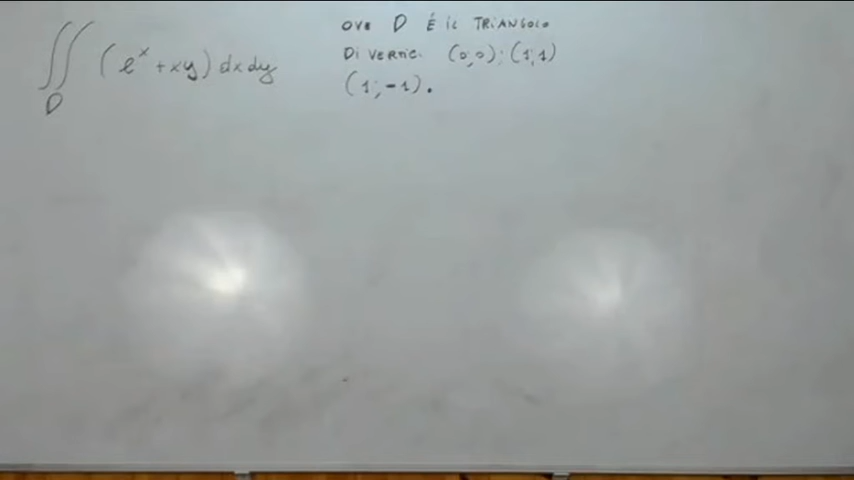 ∬_D (e^x + xy) dx dy
OVE D É IL TRIANGOLO
DI VERTICI (0;0); (1;1)
(1;-1).